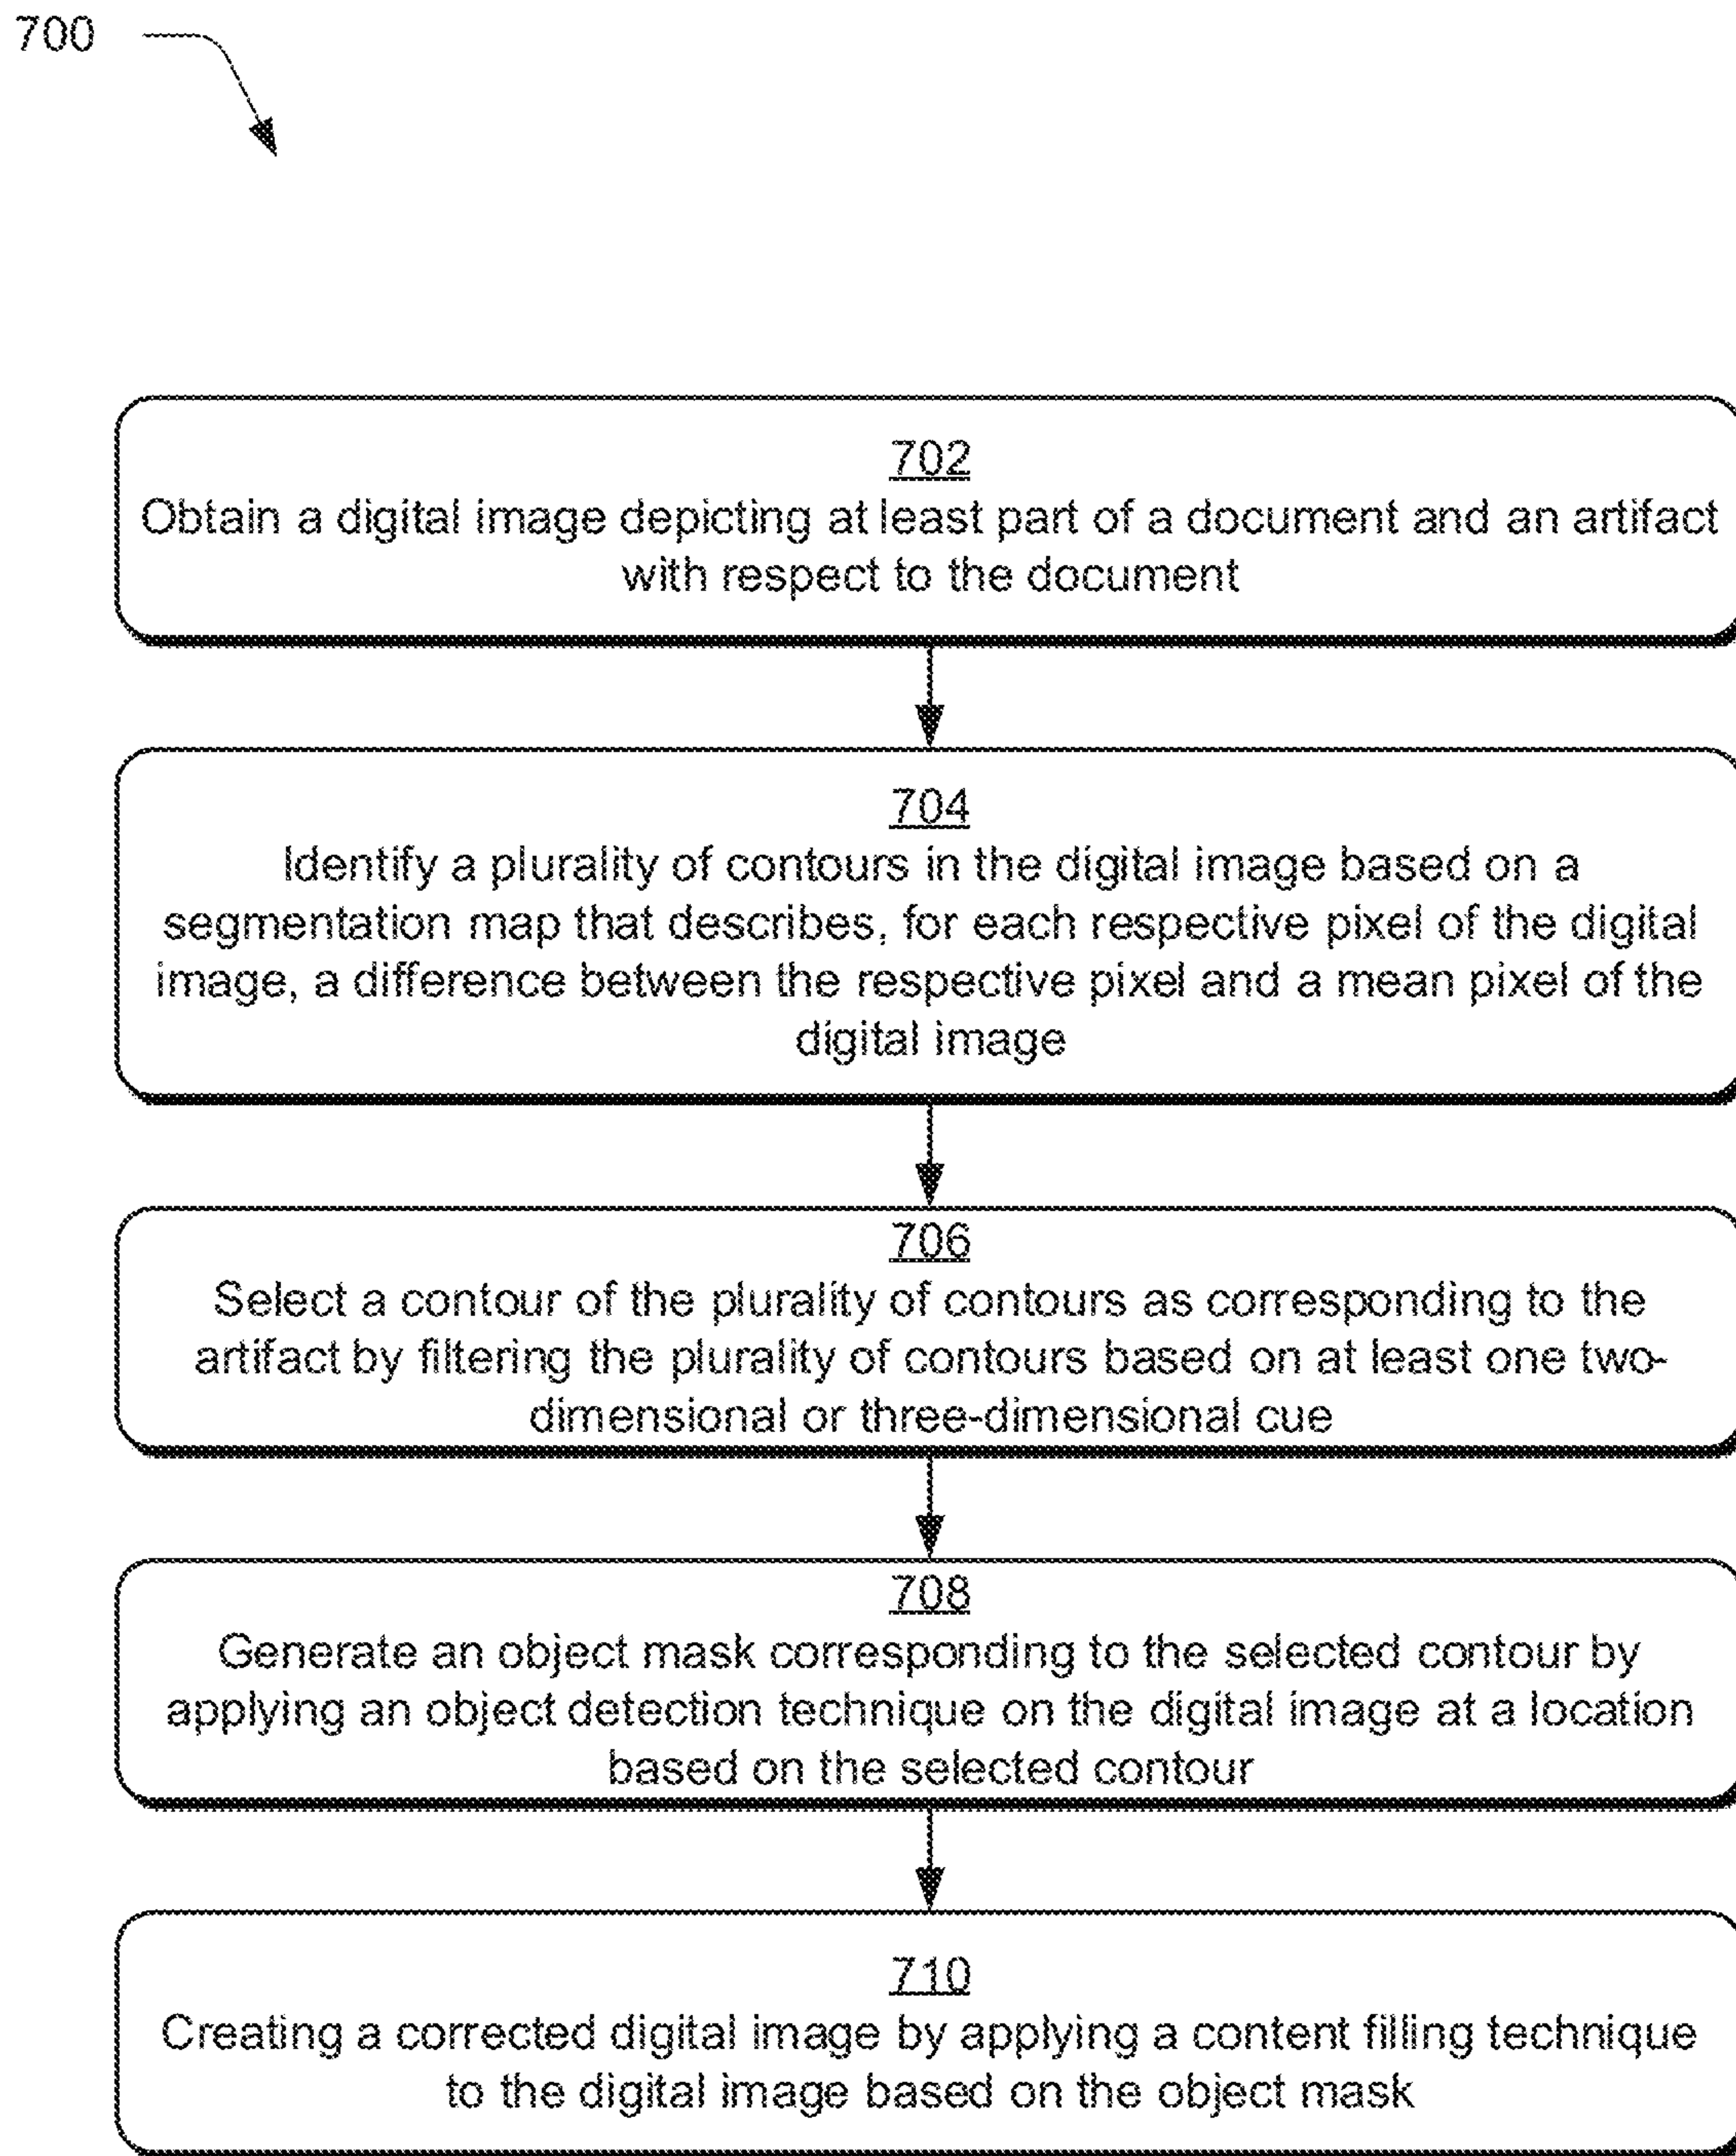 700
702
Obtain a digital image depicting at least part of a document and an artifact
with respect to the document
704
Identify a plurality of contours in the digital image based on a
segmentation map that describes, for each respective pixel of the digital
image, a difference between the respective pixel and a mean pixel of the
digital image
706
Select a contour of the plurality of contours as corresponding to the
artifact by filtering the plurality of contours based on at least one two-
dimensional or three-dimensional cue
708
Generate an object mask corresponding to the selected contour by
applying an object detection technique on the digital image at a location
based on the selected contour
710
Creating a corrected digital image by applying a content filling technique
to the digital image based on the object mask